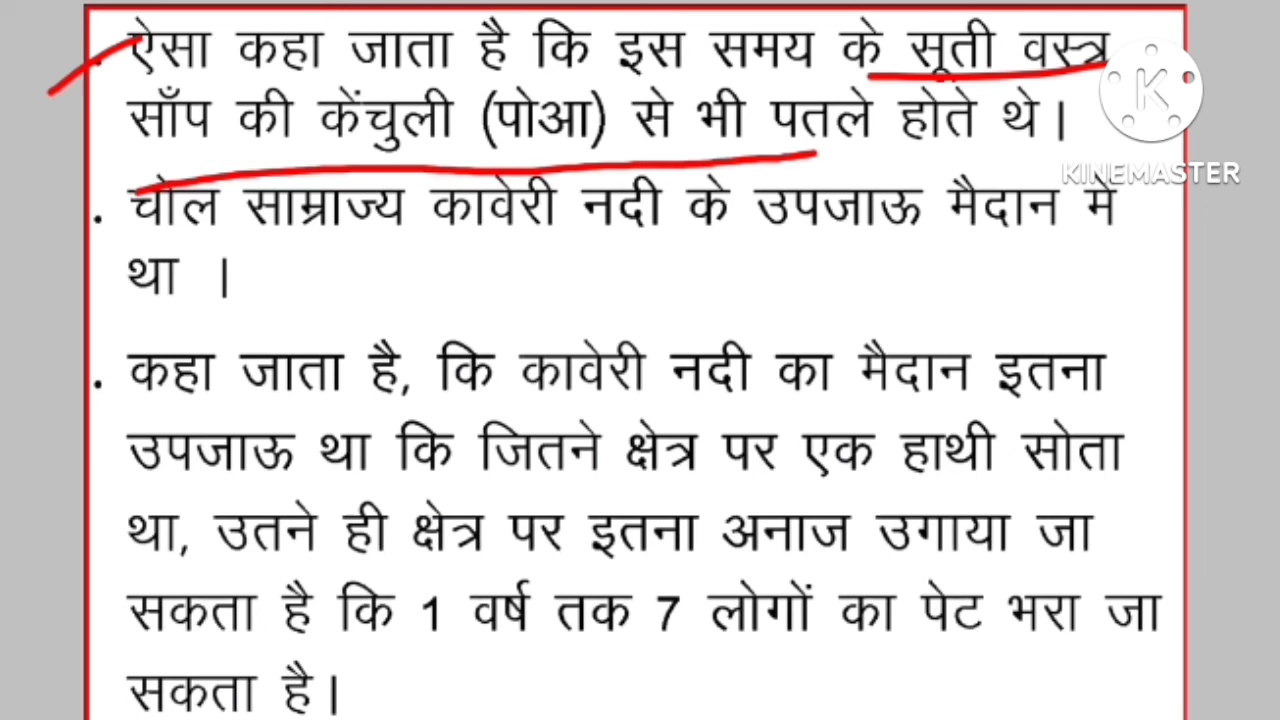 . ऐसा कहा जाता है कि इस समय के सूती वस्त्र
साँप की केंचुली (पोआ) से भी पतले होते थे।
. चोल साम्राज्य कावेरी नदी के उपजाऊ मैदान में
था ।
. कहा जाता है, कि कावेरी नदी का मैदान इतना
उपजाऊ था कि जितने क्षेत्र पर एक हाथी सोता
था, उतने ही क्षेत्र पर इतना अनाज उगाया जा
सकता है कि 1 वर्ष तक 7 लोगों का पेट भरा जा
सकता है।
K
KINEMASTER